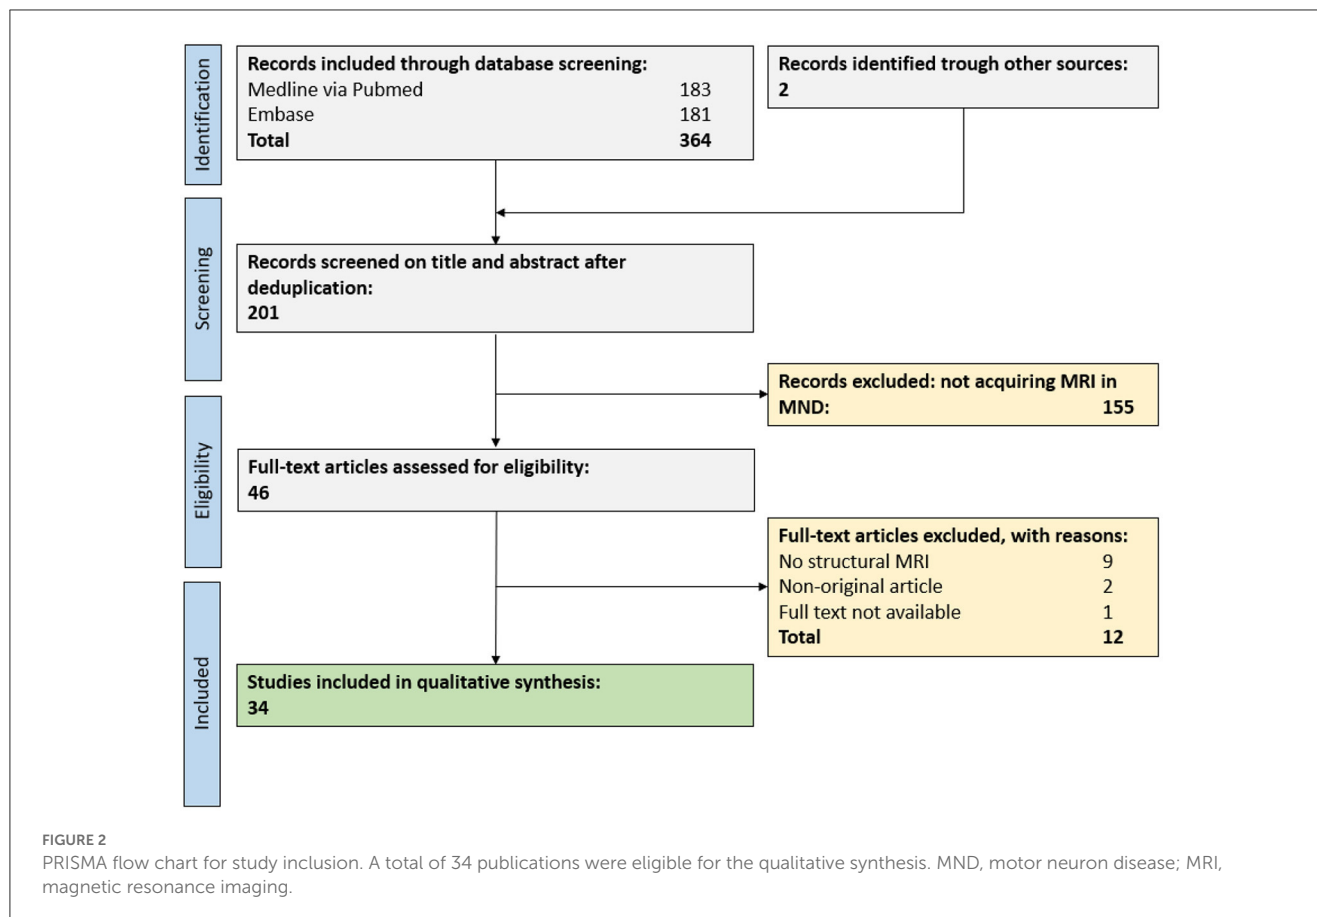 Identification
Records included through database screening:
Medline via Pubmed 183
Embase 181
Total 364
Records identified trough other sources:
2
Screening
Records screened on title and abstract after
deduplication:
201
Records excluded: not acquiring MRI in
MND: 155
Eligibility
Full-text articles assessed for eligibility:
46
Full-text articles excluded, with reasons:
No structural MRI 9
Non-original article 2
Full text not available 1
Total 12
Included
Studies included in qualitative synthesis:
34
FIGURE 2
PRISMA flow chart for study inclusion. A total of 34 publications were eligible for the qualitative synthesis. MND, motor neuron disease; MRI,
magnetic resonance imaging.